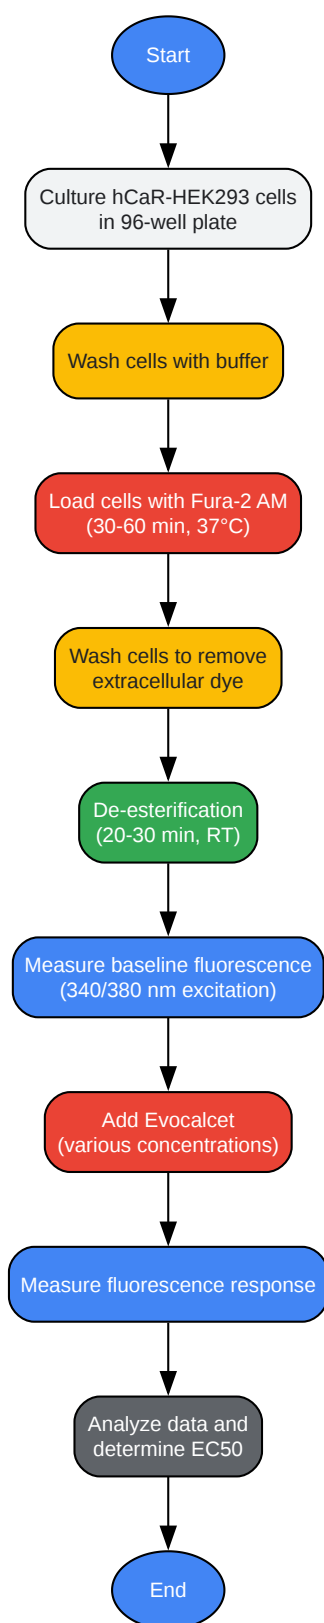 Start
Culture hCaR-HEK293 cells
in 96-well plate
Wash cells with buffer
Load cells with Fura-2 AM
(30-60 min, 37°C)
Wash cells to remove
extracellular dye
De-esterification
(20-30 min, RT)
Measure baseline fluorescence
(340/380 nm excitation)
Add Evocalcet
(various concentrations)
Measure fluorescence response
Analyze data and
determine EC50
End